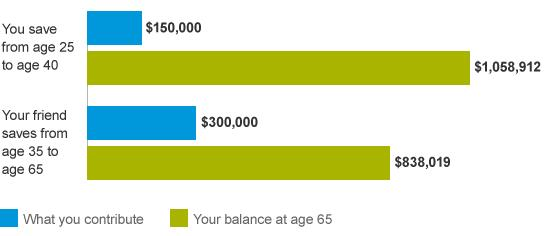 You save
from age 25
to age 40
$150,000
$1,058,912
Your friend
saves from
age 35 to
age 65
$300,000
$838,019
What you contribute
Your balance at age 65